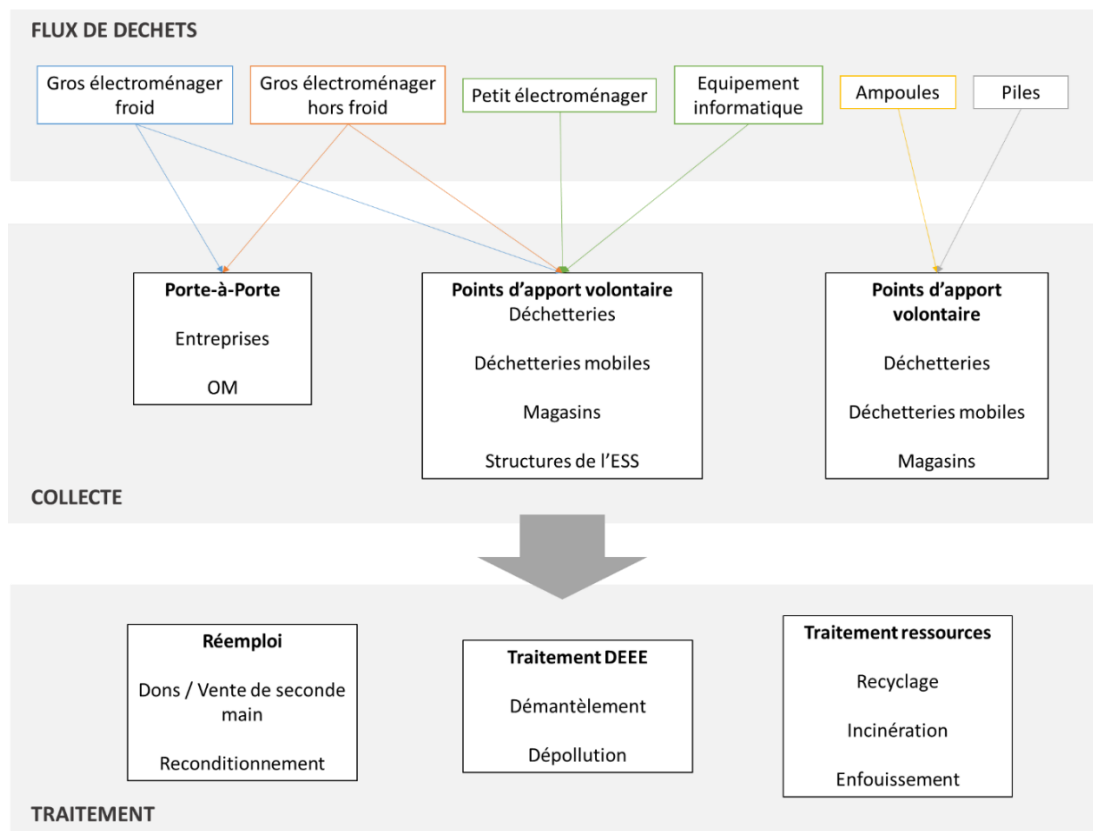 FLUX DE DECHETS
Gros électroménager
froid
Gros électroménager
hors froid
Petit électroménager
Equipement
informatique
Ampoules
Piles
Porte-à-Porte
Entreprises
OM
Points d'apport volontaire
Déchetteries
Déchetteries mobiles
Magasins
Structures de l'ESS
Points d'apport
volontaire
Déchetteries
Déchetteries mobiles
Magasins
COLLECTE
Réemploi
Dons / Vente de seconde
main
Reconditionnement
Traitement DEEE
Démantèlement
Dépollution
Traitement ressources
Recyclage
Incinération
Enfouissement
TRAITEMENT